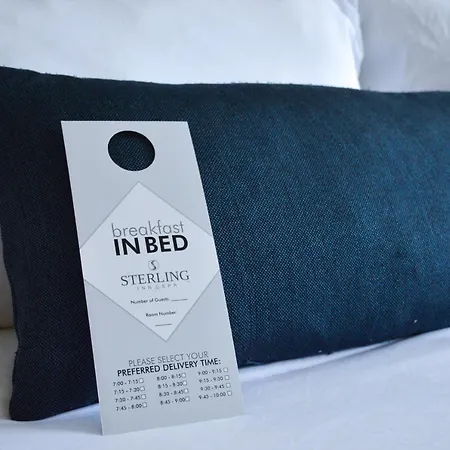 breakfast
IN BED
S
STERLING
INN & SPA
Number of Guests: ______
Room Number:
______
PLEASE SELECT YOUR
PREFERRED DELIVERY TIME:
7:00 - 7:15 □ 8:00 - 8:15 □ 9:00 - 9:15 □
7:15 - 7:30 □ 8:15 - 8:30 □ 9:15 - 9:30 □
7:30 - 7:45 □ 8:30 - 8:45 □ 9:30 - 9:45 □
7:45 - 8:00 □ 8:45 - 9:00 □ 9:45 - 10:00 □